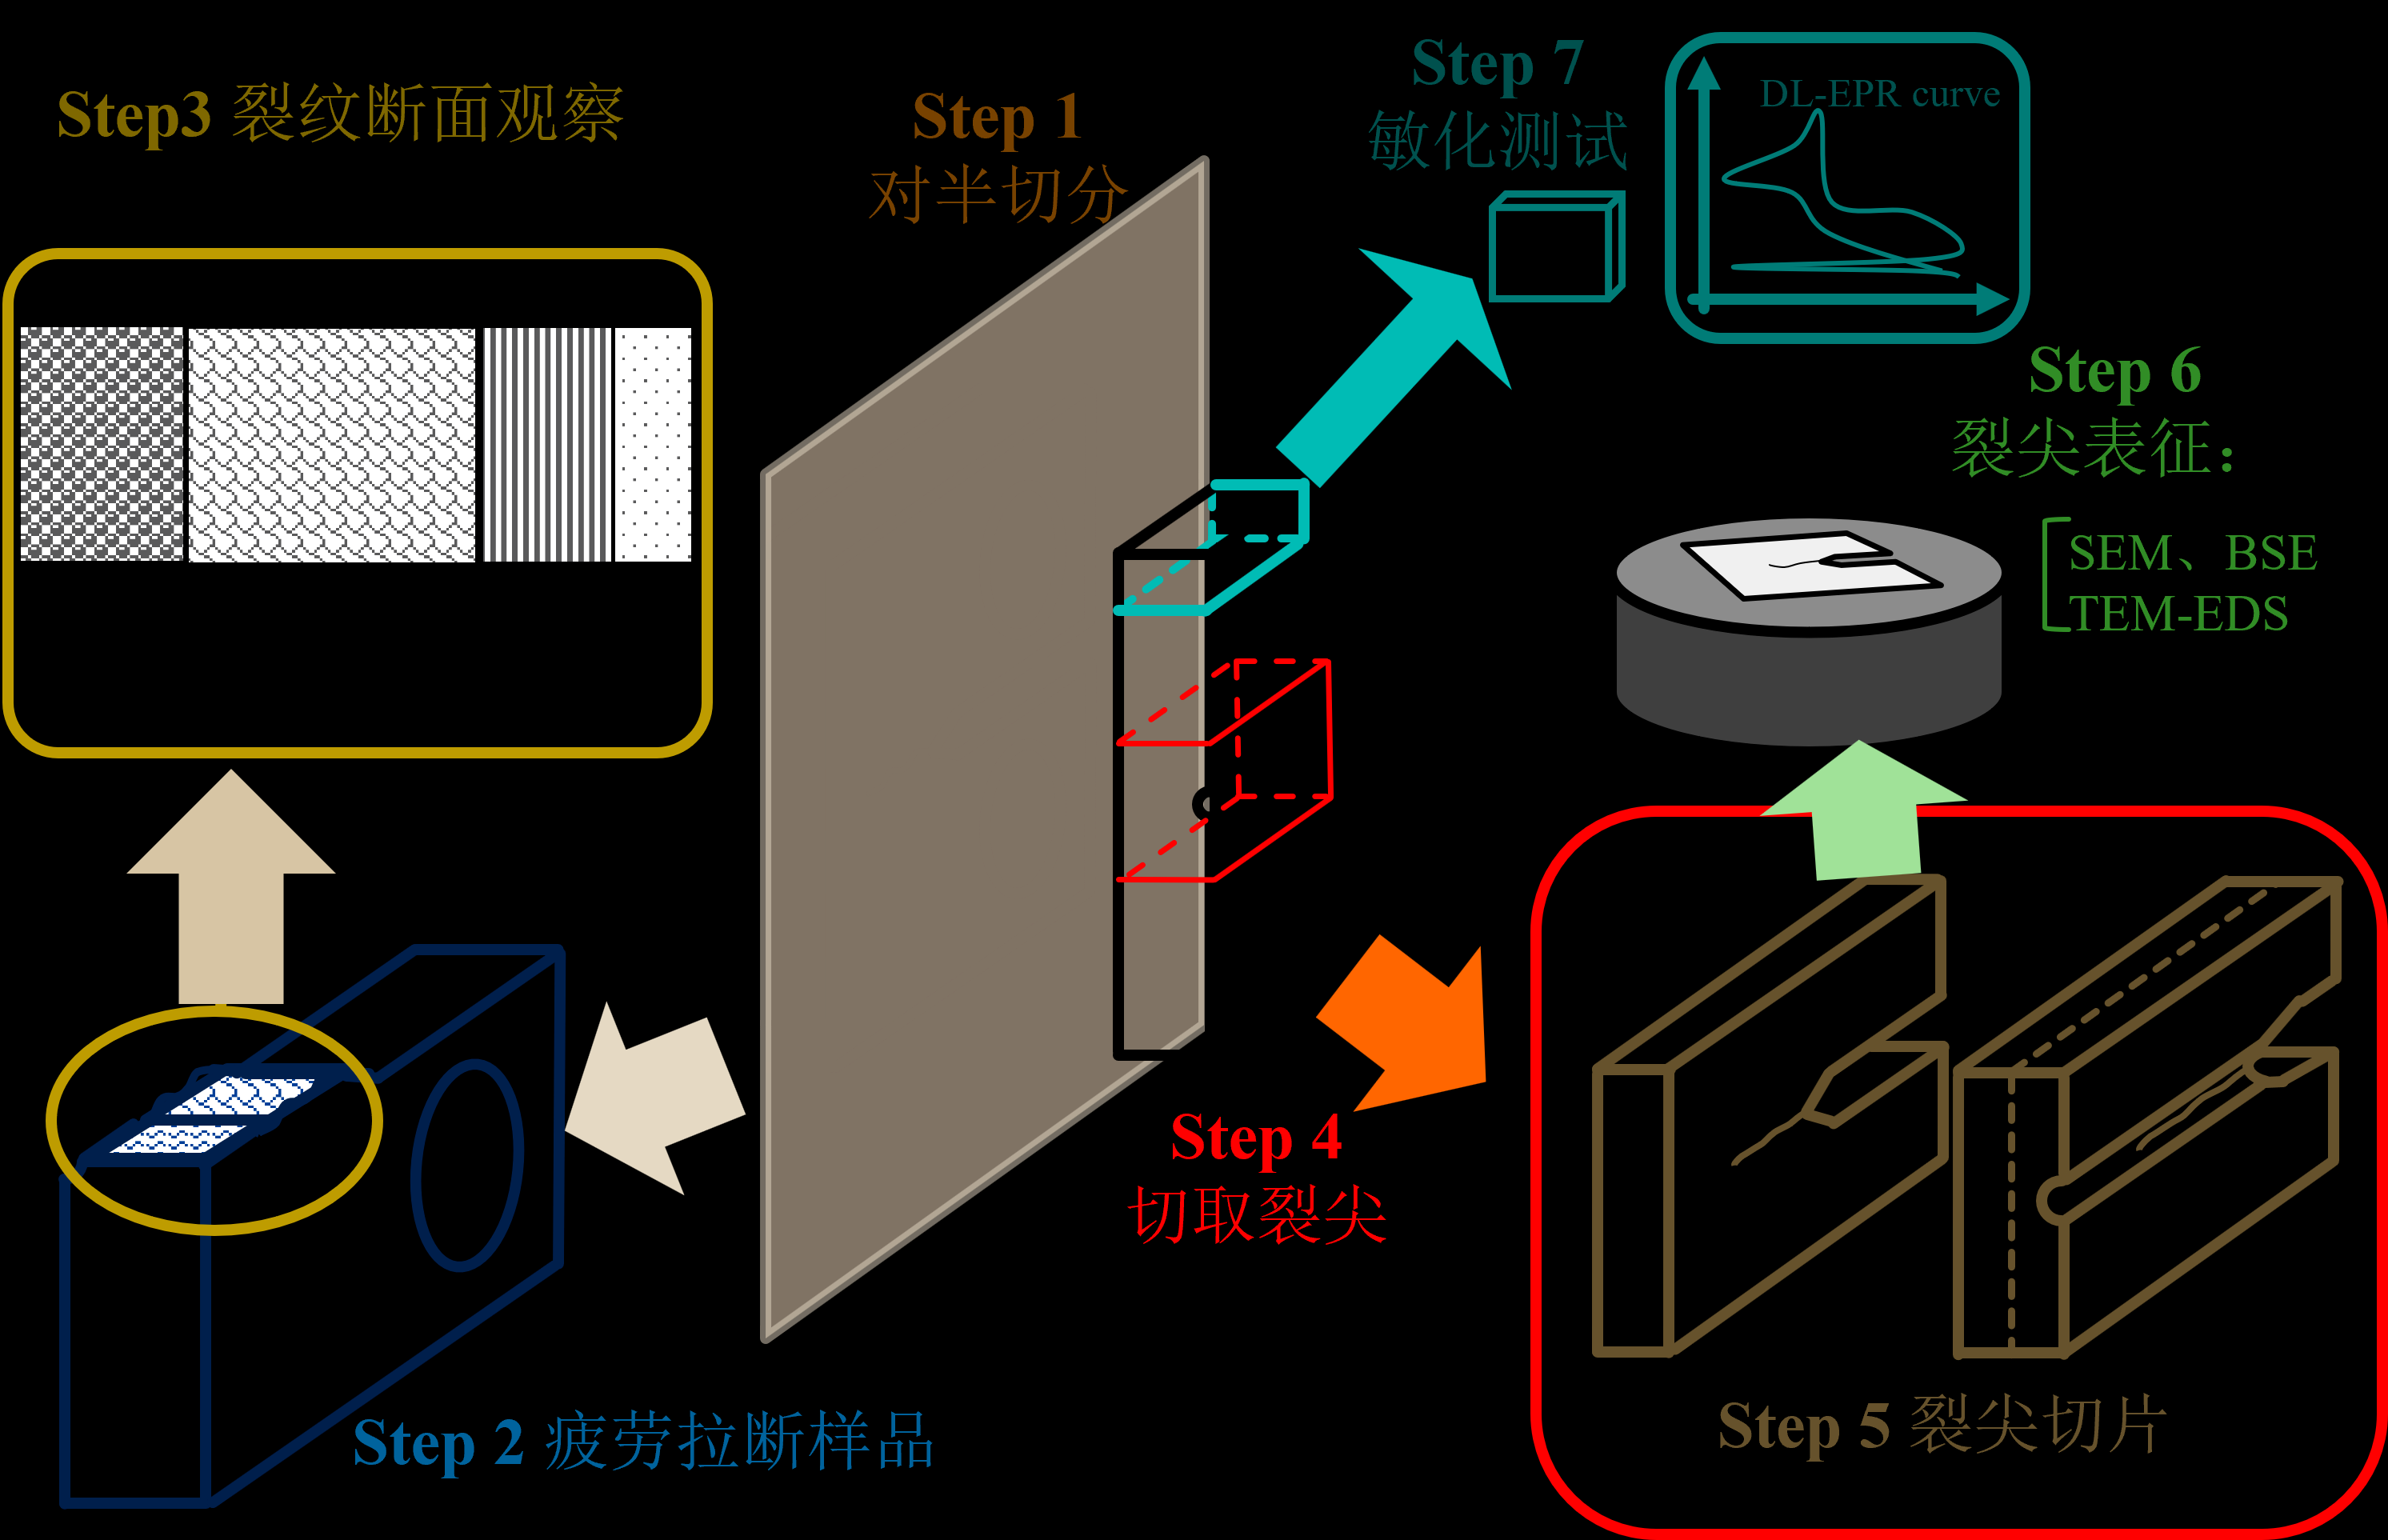 Step3 裂纹断面观察
Step 1
对半切分
Step 7
敏化测试
DL-EPR curve
Step 6
裂尖表征：
SEM、BSE
TEM-EDS
Step 4
切取裂尖
Step 2 疲劳拉断样品
Step 5 裂尖切片